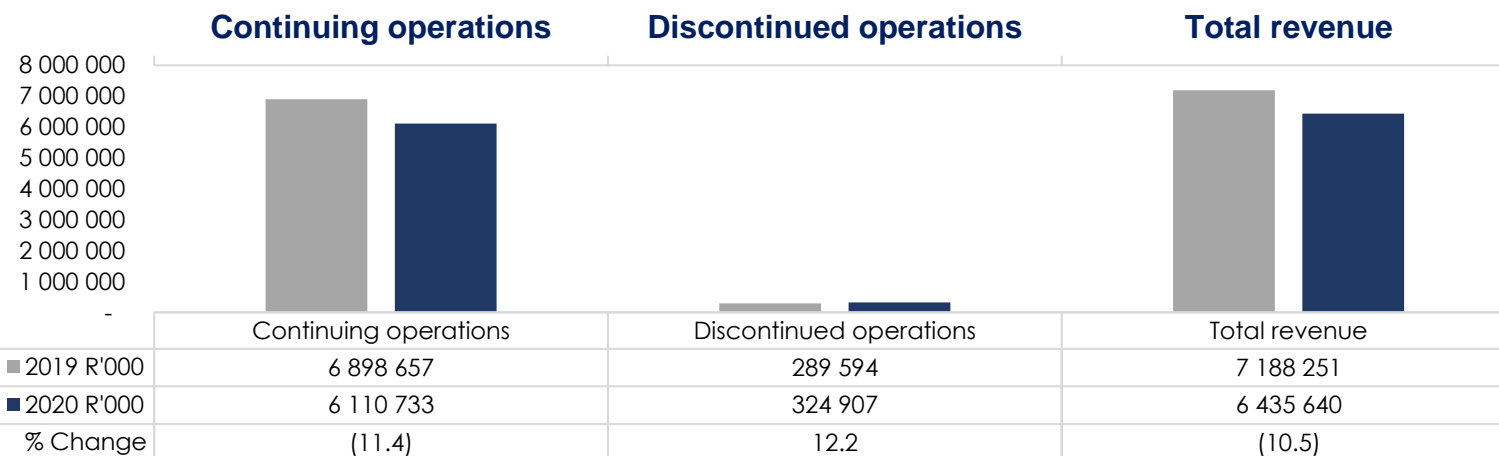 Continuing operations Discontinued operations Total revenue
8 000 000
7 000 000
6 000 000
5 000 000
4 000 000
3 000 000
2 000 000
1 000 000
-
Continuing operations Discontinued operations Total revenue
2019 R'000 6 898 657 289 594 7 188 251
2020 R'000 6 110 733 324 907 6 435 640
% Change (11.4) 12.2 (10.5)